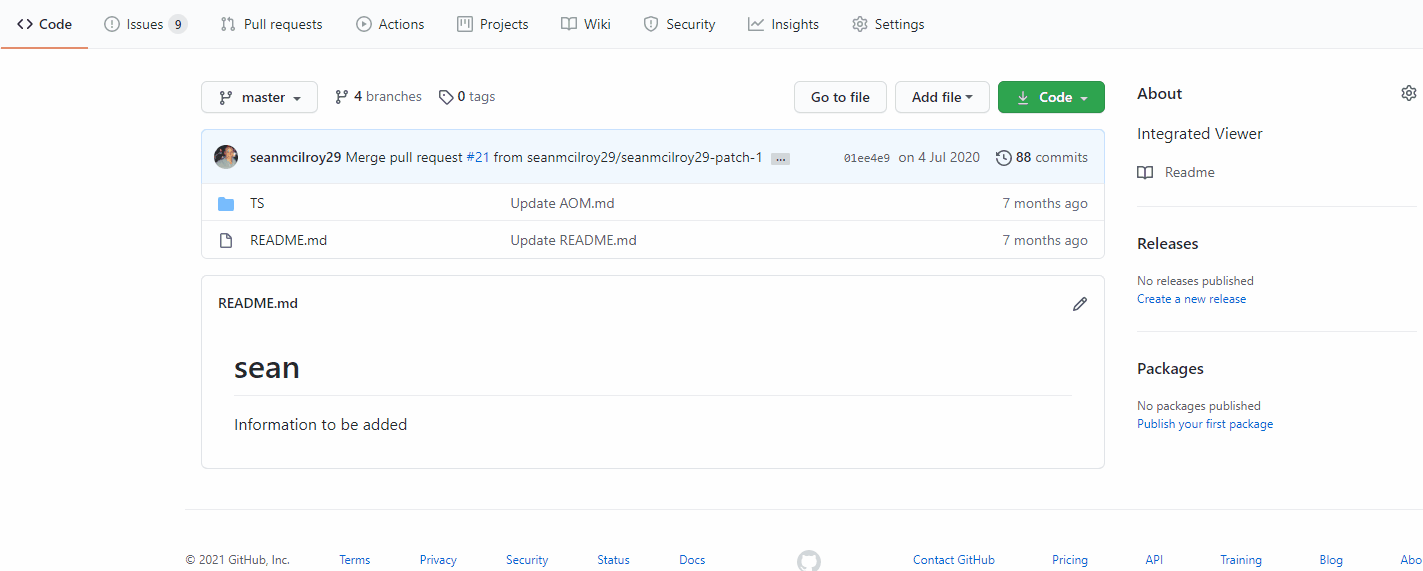 Code Issues 9 Pull requests Actions Projects Wiki Security Insights Settings
master 4 branches 0 tags Go to file Add file Code
seanmcilroy29 Merge pull request #21 from seanmcilroy29/seanmcilroy29-patch-1 ... 01ee4e9 on 4 Jul 2020 88 commits
TS Update AOM.md 7 months ago
README.md Update README.md 7 months ago
README.md
sean
Information to be added
About
Integrated Viewer
Readme
Releases
No releases published
Create a new release
Packages
No packages published
Publish your first package
© 2021 GitHub, Inc. Terms Privacy Security Status Docs Contact GitHub Pricing API Training Blog Abo